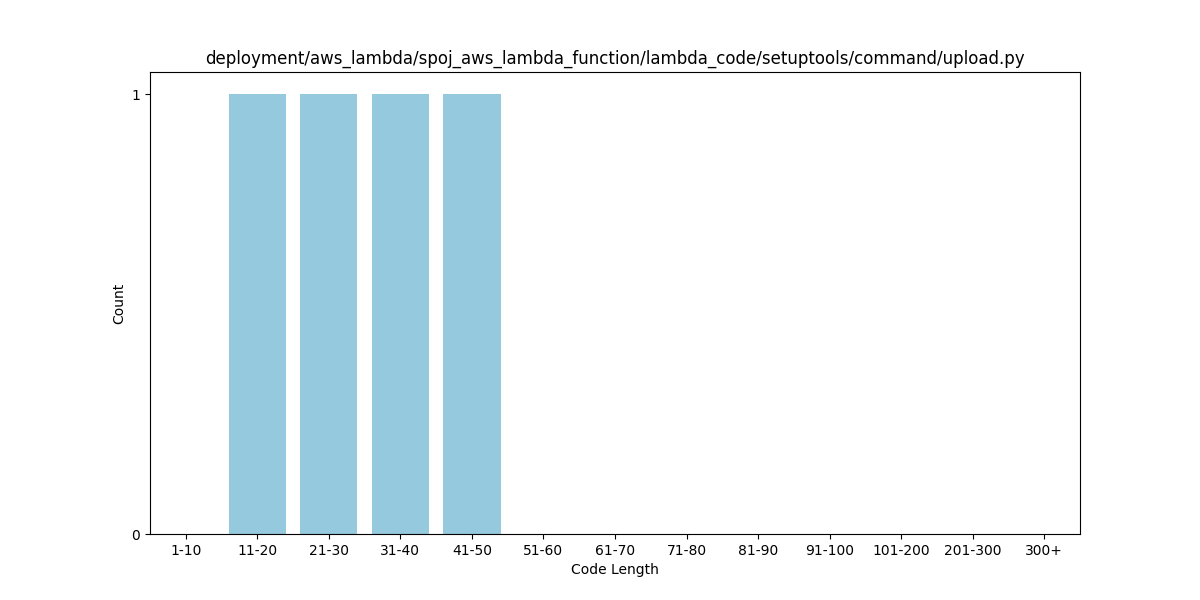 deployment/aws_lambda/spoj_aws_lambda_function/lambda_code/setuptools/command/upload.py
1
Count
0
1-10 11-20 21-30 31-40 41-50 51-60 61-70 71-80 81-90 91-100 101-200 201-300 300+
Code Length